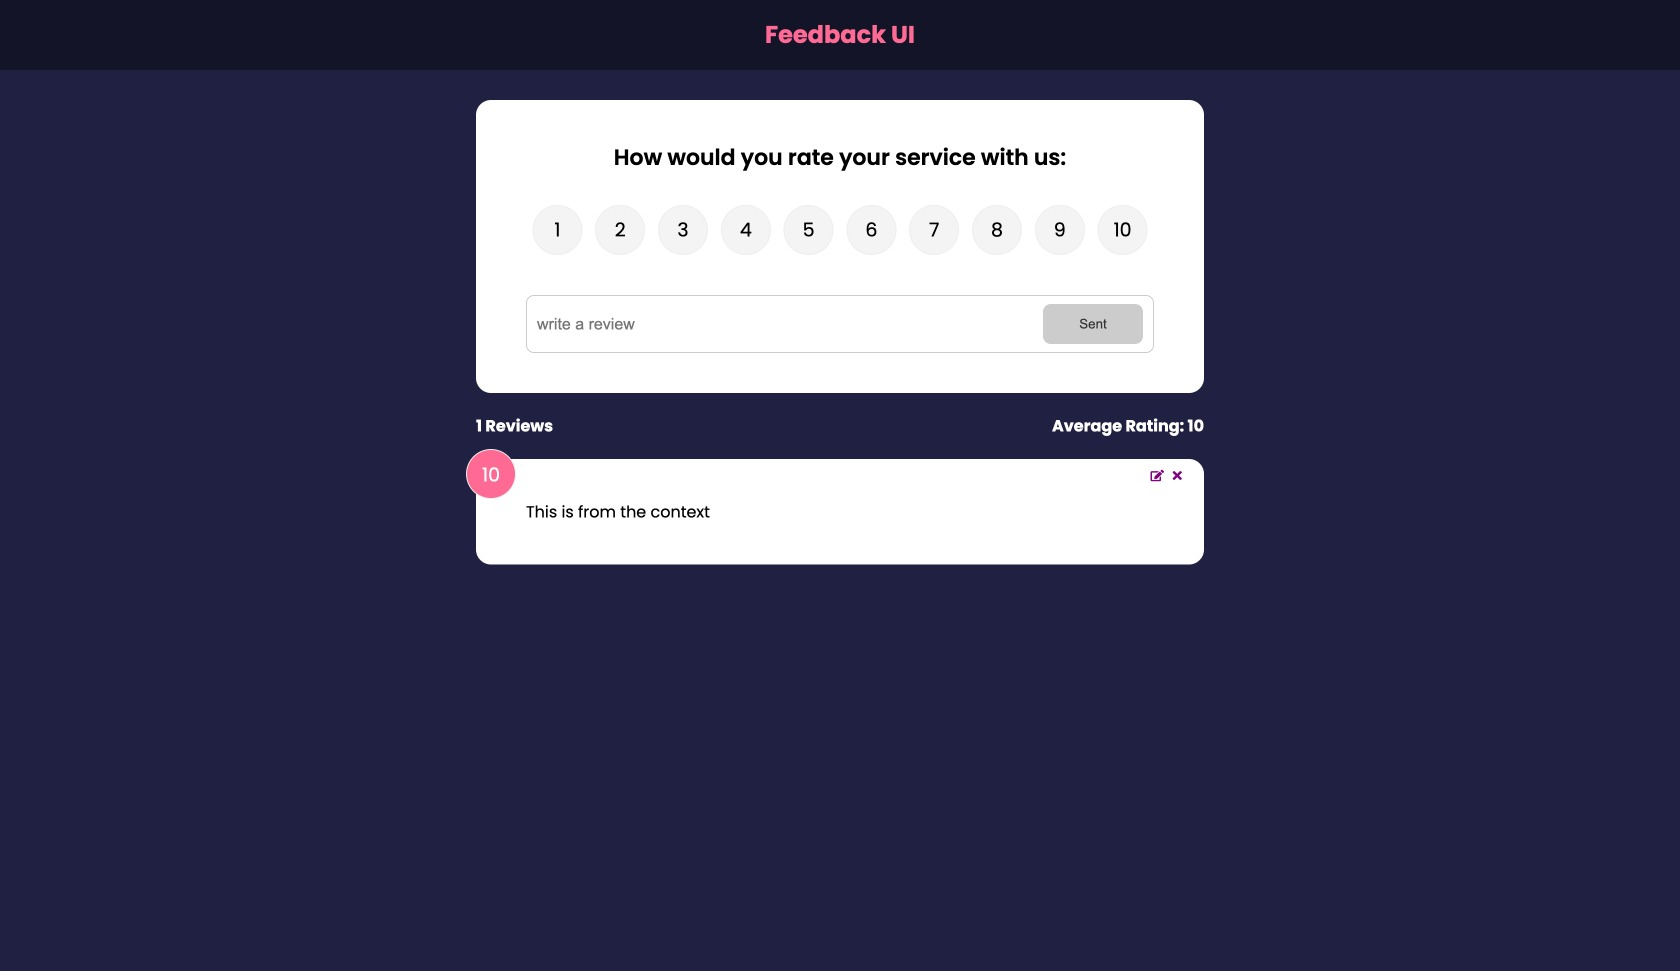 Feedback UI
How would you rate your service with us:
1 2 3 4 5 6 7 8 9 10
write a review Sent
1 Reviews Average Rating: 10
10
This is from the context